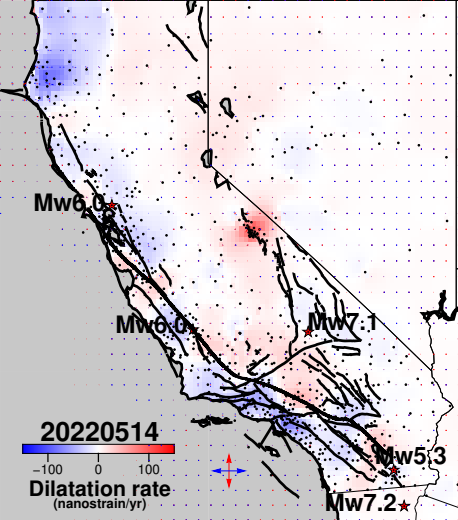 Mw6.0
Mw6.0
Mw7.1
20220514
−100 0 100
Dilatation rate
(nanostrain/yr)
Mw5.3
Mw7.2